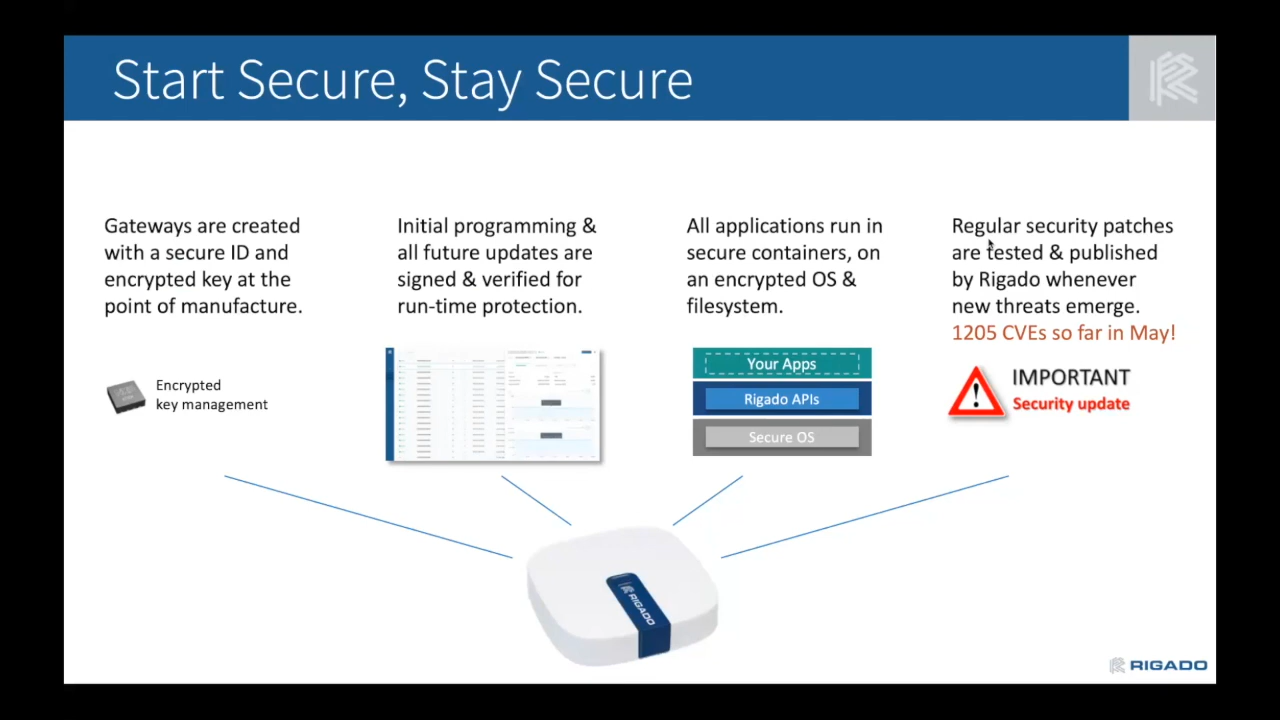 Start Secure, Stay Secure
Gateways are created
with a secure ID and
encrypted key at the
point of manufacture.
Encrypted
key management
Initial programming &
all future updates are
signed & verified for
run-time protection.
All applications run in
secure containers, on
an encrypted OS &
filesystem.
Your Apps
Rigado APIs
Secure OS
Regular security patches
are tested & published
by Rigado whenever
new threats emerge.
1205 CVEs so far in May!
IMPORTANT
Security update
RIGADO
RIGADO